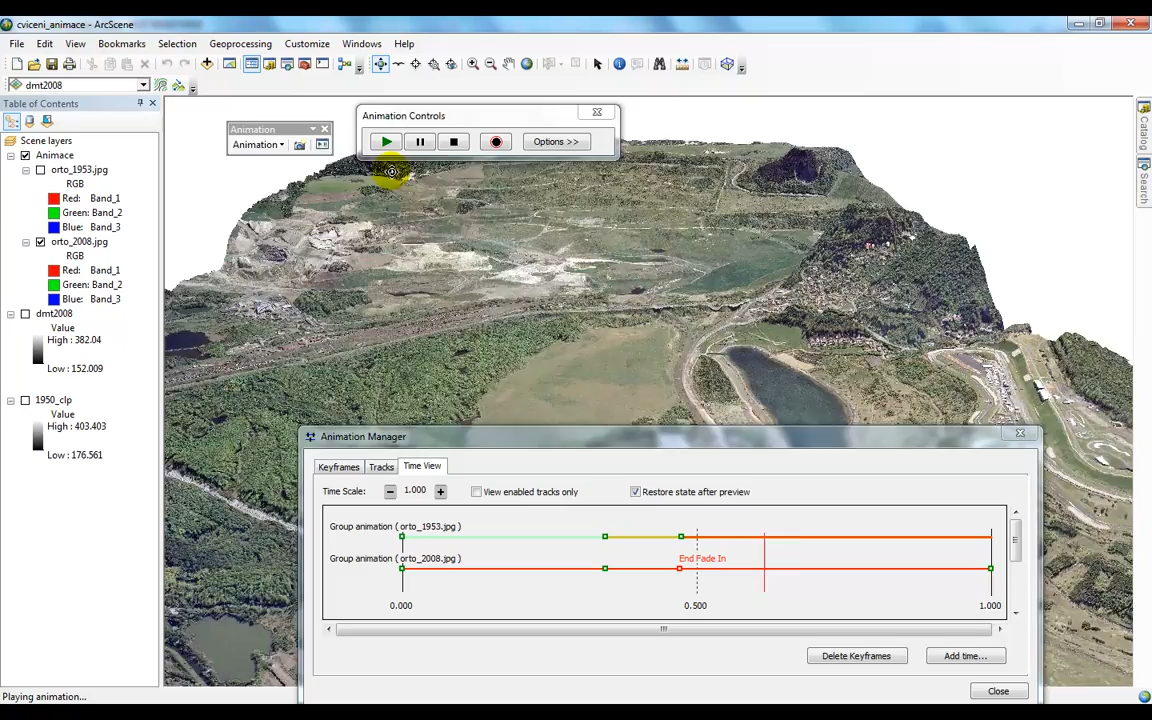 cviceni_animace - ArcScene
File Edit View Bookmarks Selection Geoprocessing Customize Windows Help
dmt2008
Table of Contents
Scene layers
Animace
orto_1953.jpg
RGB
Red: Band_1
Green: Band_2
Blue: Band_3
orto_2008.jpg
RGB
Red: Band_1
Green: Band_2
Blue: Band_3
dmt2008
Value
High : 382.04
Low : 152.009
1950_clp
Value
High : 403.403
Low : 176.561
Animation
Animation
Animation Controls
Options >>
Catalog
Search
Animation Manager
Keyframes Tracks Time View
Time Scale: 1.000 View enabled tracks only Restore state after preview
Group animation ( orto_1953.jpg )
Group animation ( orto_2008.jpg )
End Fade In
0.000 0.500 1.000
Delete Keyframes Add time...
Close
Playing animation...